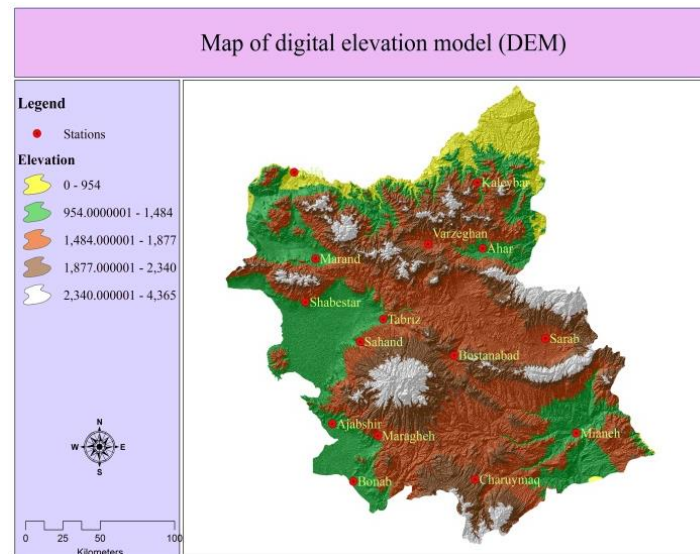 Map of digital elevation model (DEM)
Legend
Stations
Elevation
0 - 954
954.0000001 - 1,484
1,484.000001 - 1,877
1,877.000001 - 2,340
2,340.000001 - 4,365
N
W E
S
0 25 50 100
Kilometers
Kaleybar
Varzeghan
Ahar
Marand
Shabestar
Tabriz
Sahand
Sarab
Bostanabad
Ajabshir
Maragheh
Mianeh
Bonab
Charuymaq